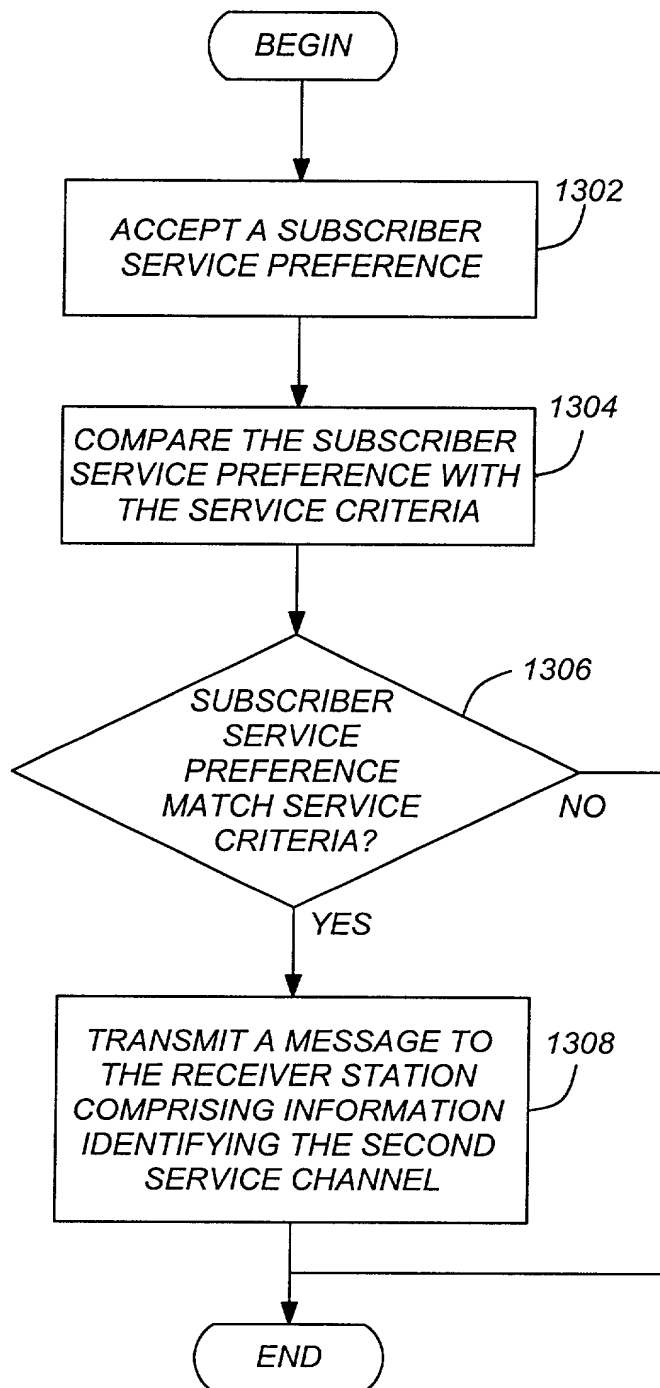 BEGIN
1302
ACCEPT A SUBSCRIBER
SERVICE PREFERENCE
1304
COMPARE THE SUBSCRIBER
SERVICE PREFERENCE WITH
THE SERVICE CRITERIA
1306
SUBSCRIBER
SERVICE
PREFERENCE
MATCH SERVICE
CRITERIA?
NO
YES
1308
TRANSMIT A MESSAGE TO
THE RECEIVER STATION
COMPRISING INFORMATION
IDENTIFYING THE SECOND
SERVICE CHANNEL
END